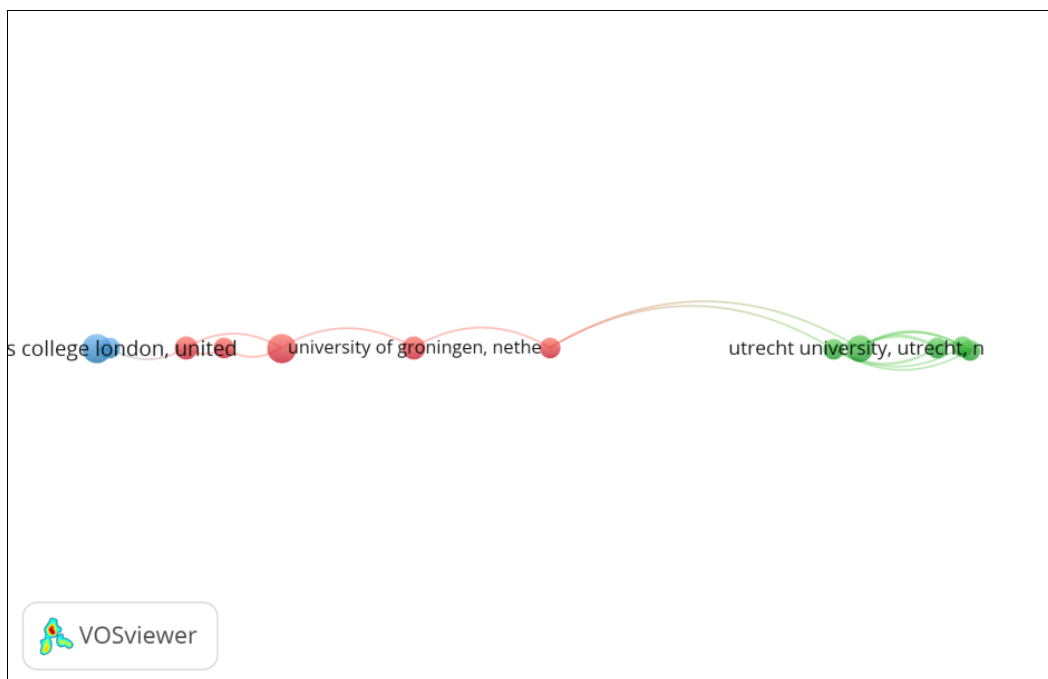 s college london, united
university of groningen, nethe
utrecht university, utrecht, n
VOSviewer